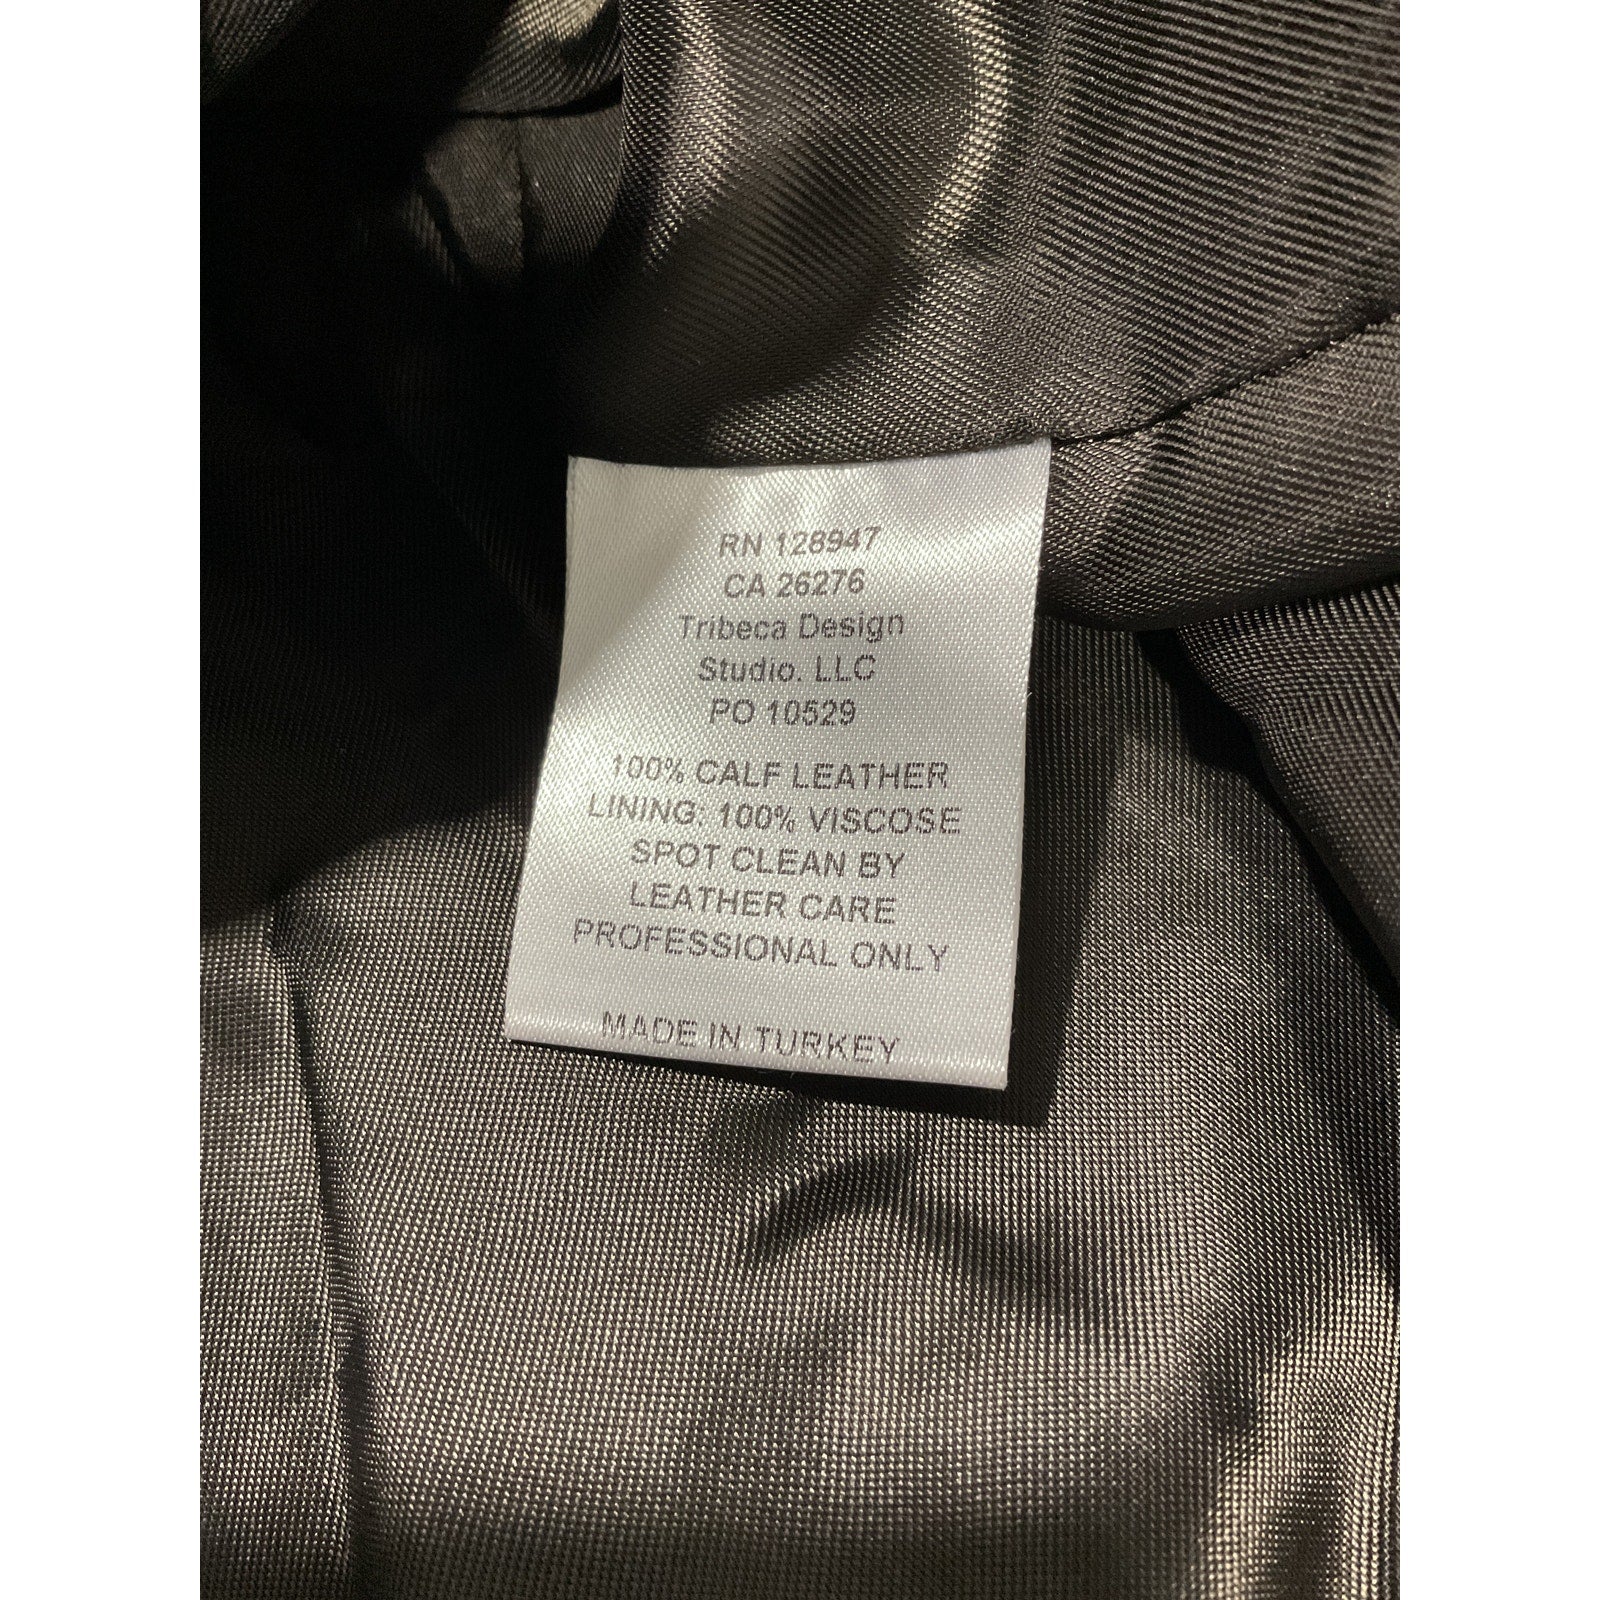 RN 128947
CA 26276
Tribeca Design
Studio. LLC
PO 10529
100% CALF LEATHER
LINING: 100% VISCOSE
SPOT CLEAN BY
LEATHER CARE
PROFESSIONAL ONLY
MADE IN TURKEY